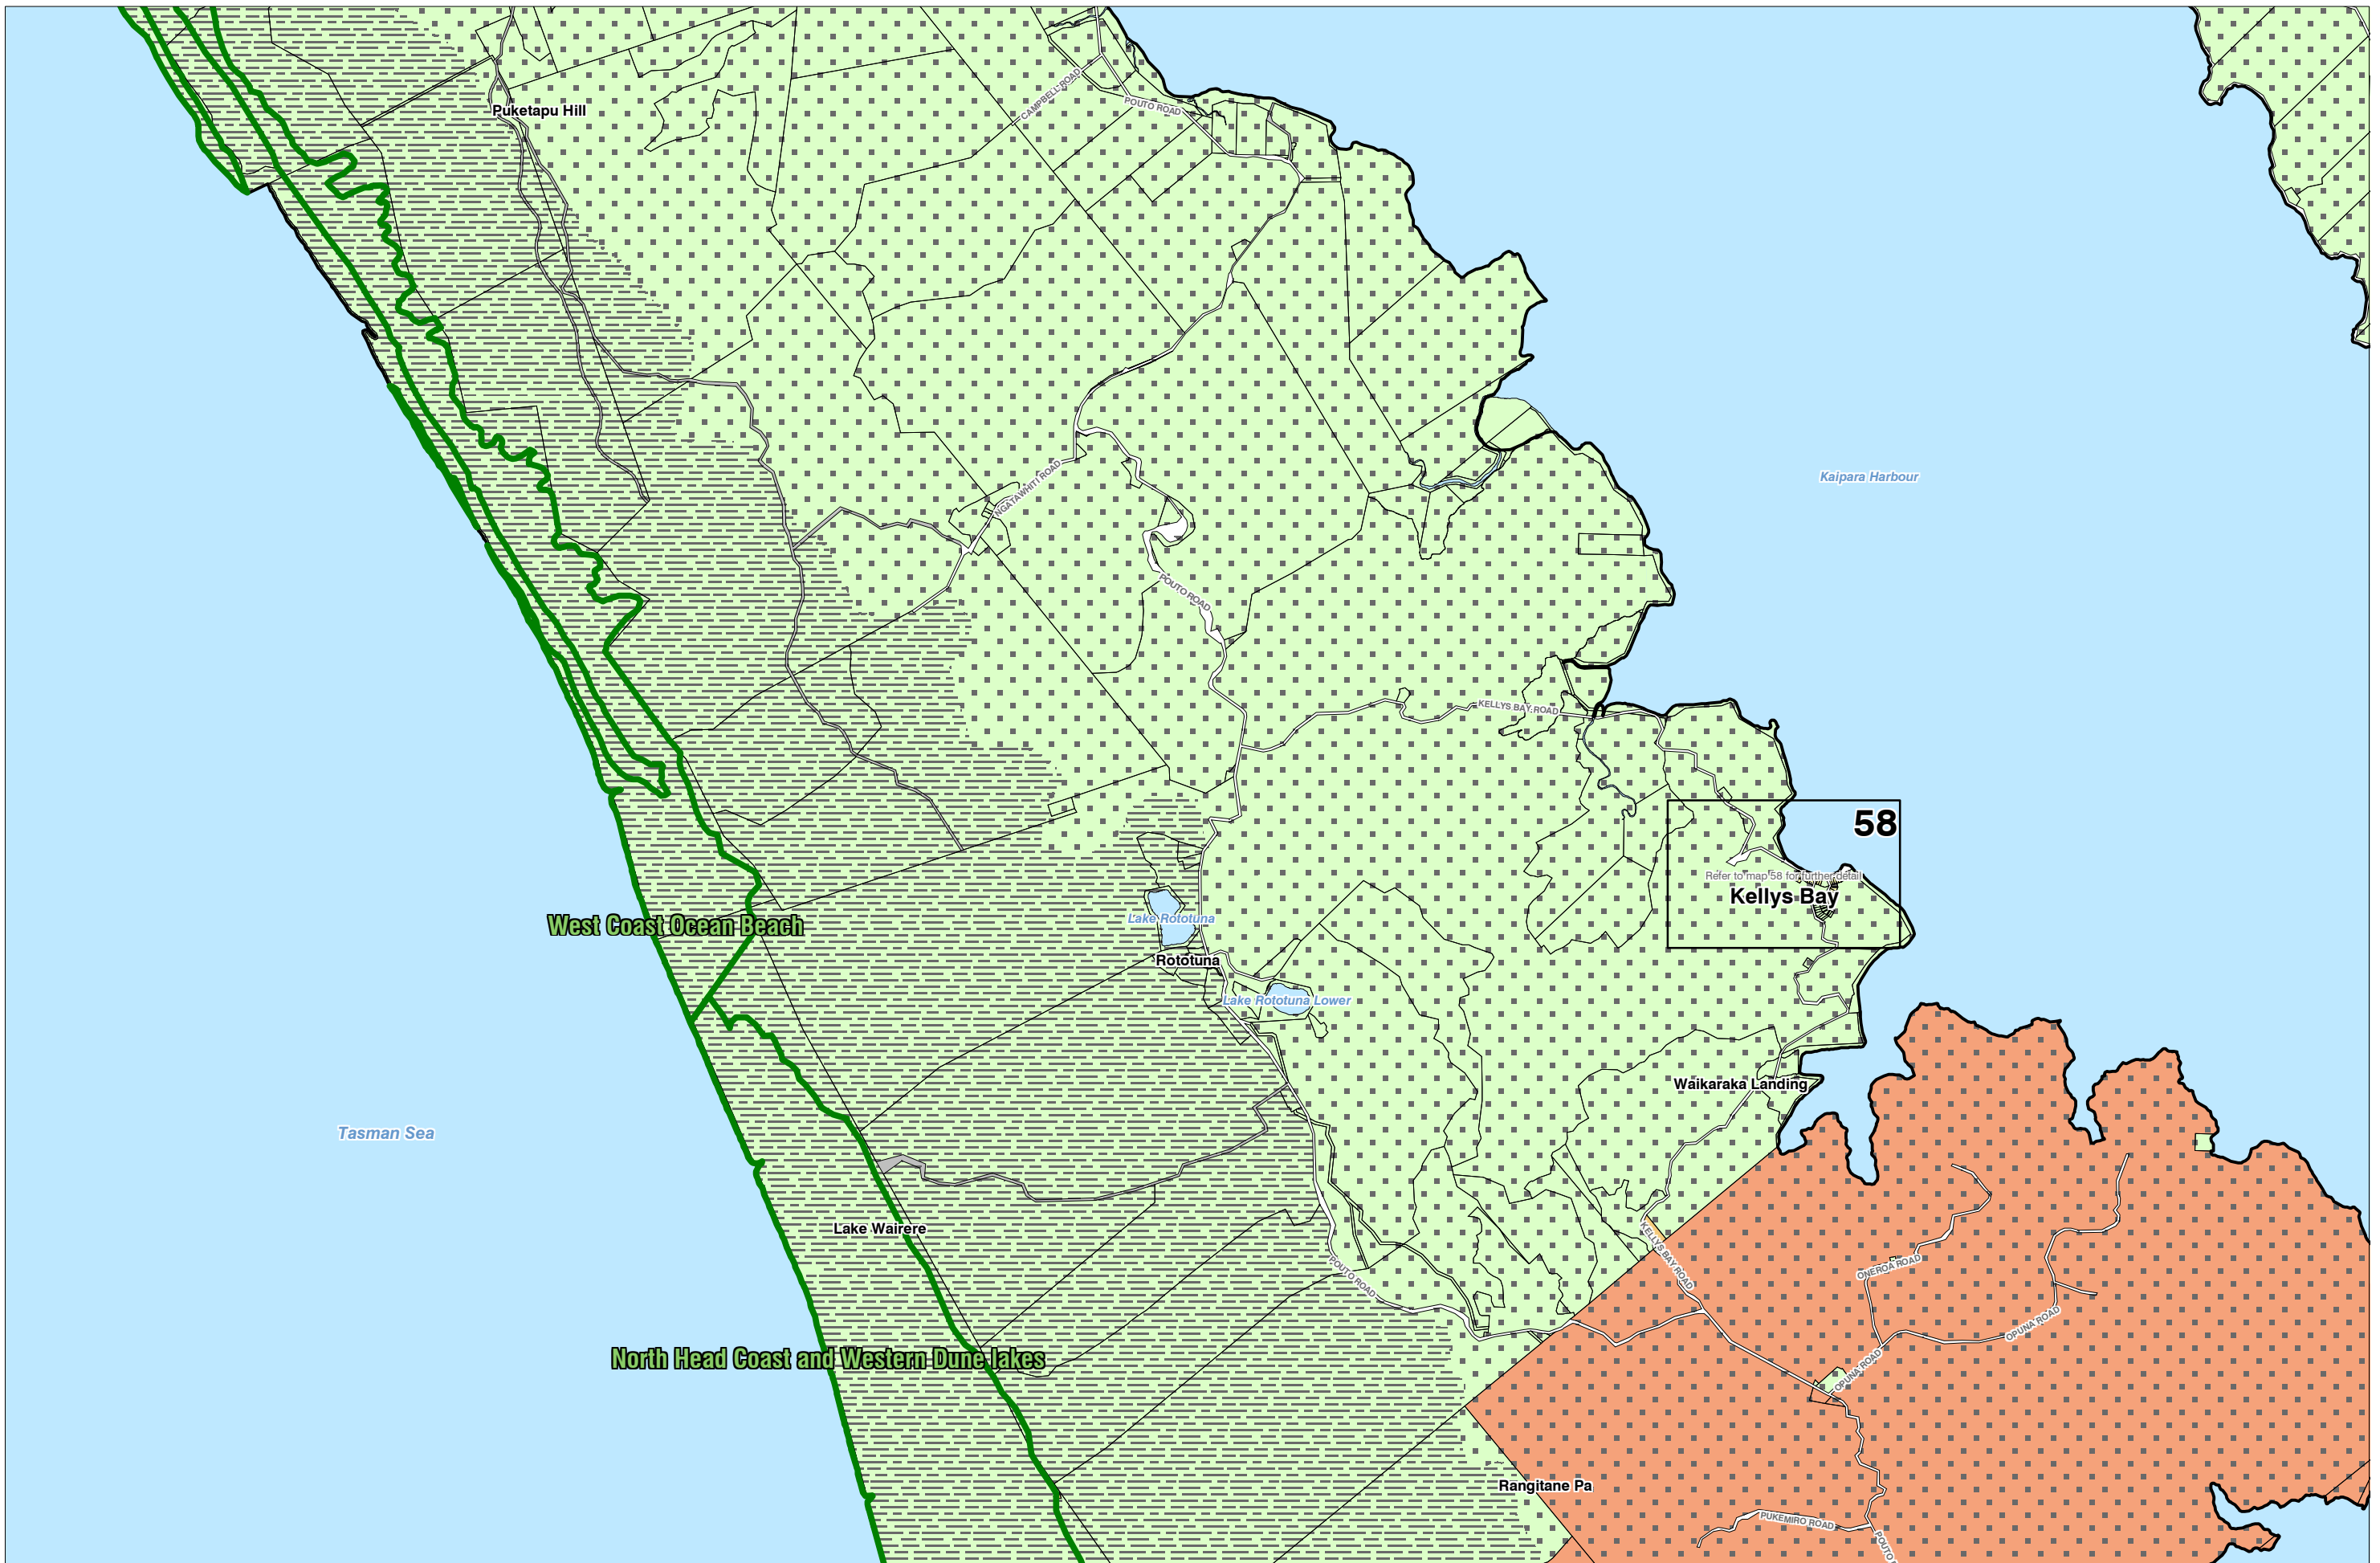 CAMPBELL ROAD
POUTO ROAD
Puketapu Hill
Kaipara Harbour
NGATAWHITI ROAD
POUTO ROAD
KELLYS BAY ROAD
58
Refer to map 58 for further detail
Kellys Bay
Lake Rototuna
West Coast Ocean Beach
Rototuna
Lake Rototuna Lower
Waikaraka Landing
Tasman Sea
Lake Wairere
KELLYS BAY ROAD
ONEROA ROAD
POUTO ROAD
OPUNA ROAD
North Head Coast and Western Dune lakes
OPUNA ROAD
Rangitane Pa
PUKEMIRO ROAD
POUTO